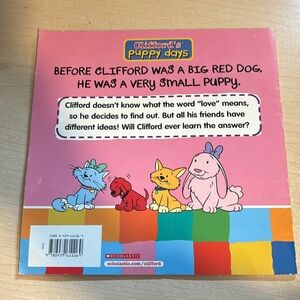 Clifford's
puppy days
BEFORE CLIFFORD WAS A BIG RED DOG,
HE WAS A VERY SMALL PUPPY.
Clifford doesn't know what the word "love" means,
so he decides to find out. But all his friends have
different ideas! Will Clifford ever learn the answer?
SCHOLASTIC
scholastic.com/clifford